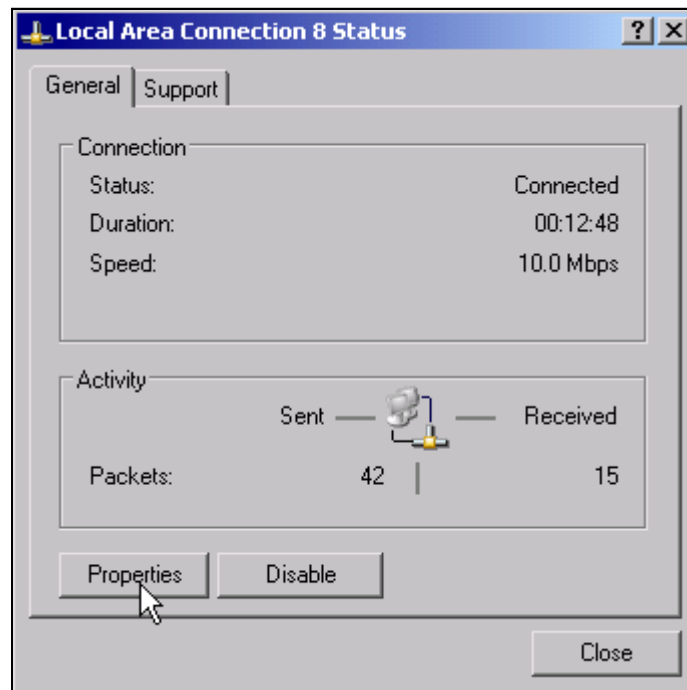 Local Area Connection 8 Status
General Support
Connection
Status: Connected
Duration: 00:12:48
Speed: 10.0 Mbps
Activity
Sent Received
Packets: 42 15
Properties Disable
Close